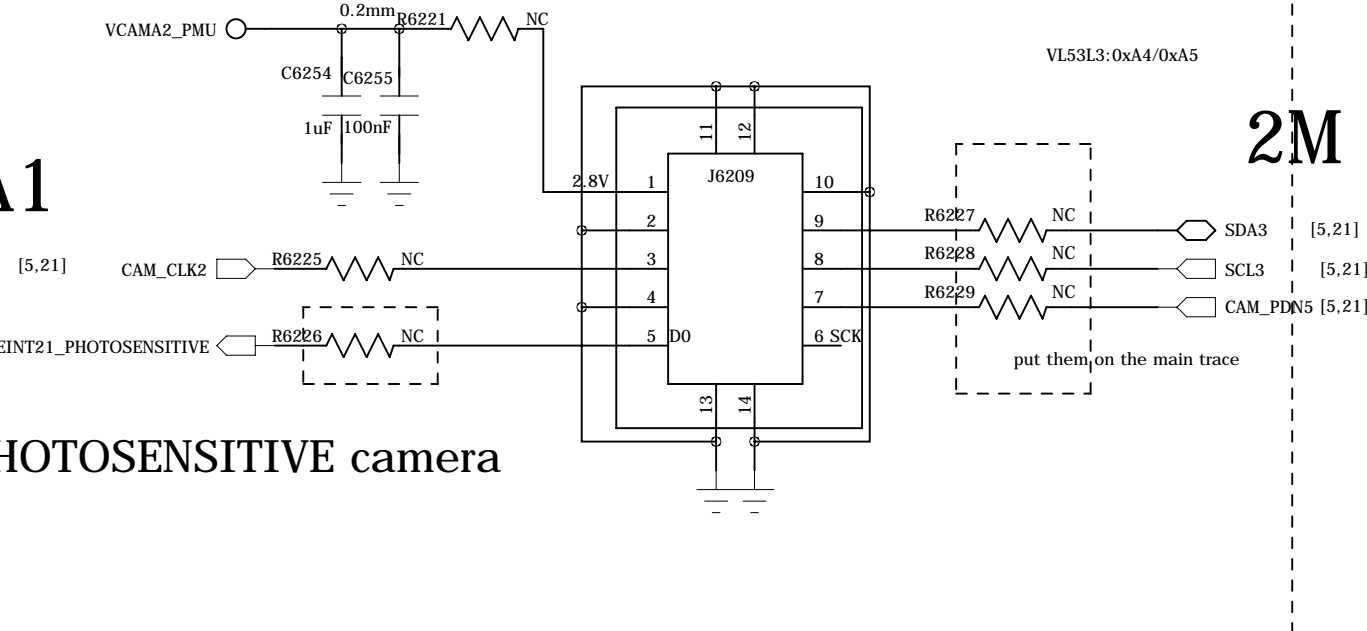 0.2mm
VCAMA2_PMU
R6221
NC
VL53L3:0xA4/0xA5
C6254
C6255
1uF
100nF
2M
A1
11
12
J6209
2.8V
1
10
2
9
R6227
NC
SDA3
[5,21]
[5,21]
CAM_CLK2
R6225
NC
3
8
R6228
NC
SCL3
[5,21]
4
7
R6229
NC
CAM_PDN5
[5,21]
EINT21_PHOTOSENSITIVE
R6226
NC
5
D0
6
SCK
put them on the main trace
13
14
HOTOSENSITIVE camera